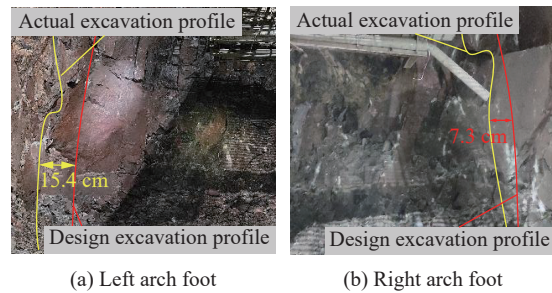 Actual excavation profile
15.4 cm
Design excavation profile
(a) Left arch foot
Actual excavation profile
7.3 cm
Design excavation profile
(b) Right arch foot